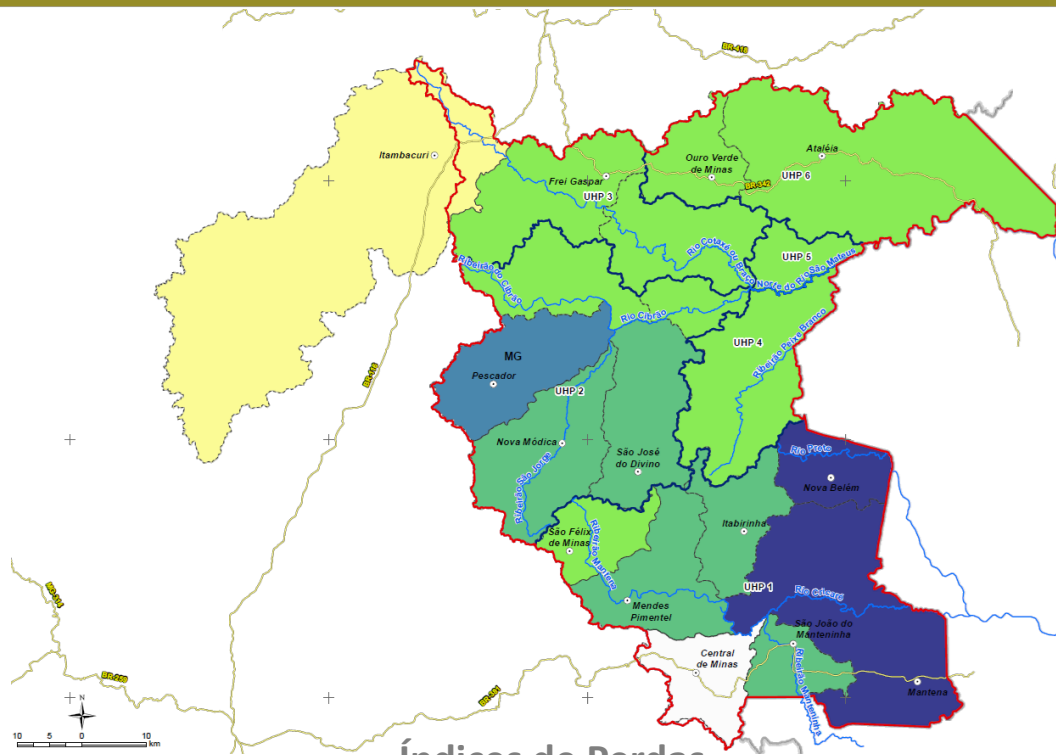 BR-418
Itambacuri
Ouro Verde
de Minas
Ataléia
Frei Gaspar
UHP 6
BR-342
UHP 3
Rio Cotaxé ou Braço Norte do Rio São Mateus
UHP 5
Ribeirão do Cibrão
Rio Cibrão
UHP 4
Ribeirão Peixe Branco
MG
Pescador
BR-116
UHP 2
Nova Módica
São José
do Divino
Rio Preto
Nova Belém
Ribeirão São Jorge
São Félix
de Minas
Itabirinha
Ribeirão Mantena
UHP 1
Mendes
Pimentel
São João do
Manteninha
Central
de Minas
Ribeirão Manteninha
Mantena
BR-259
BR-381
N
10 5 0 10
km
Índices de Perdas